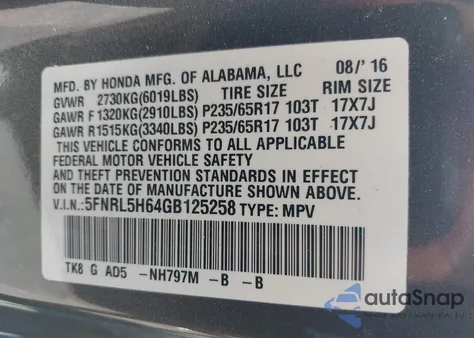 MFD. BY HONDA MFG. OF ALABAMA, LLC 08/'16
GVWR 2730KG(6019LBS) TIRE SIZE RIM SIZE
GAWR F 1320KG(2910LBS) P235/65R17 103T 17X7J
GAWR R1515KG(3340LBS) P235/65R17 103T 17X7J
THIS VEHICLE CONFORMS TO ALL APPLICABLE
FEDERAL MOTOR VEHICLE SAFETY
AND THEFT PREVENTION STANDARDS IN EFFECT
ON THE DATE OF MANUFACTURE SHOWN ABOVE.
V.I.N.:5FNRL5H64GB125258 TYPE: MPV
TK8 G AD5 -NH797M -B -B
autoSnap